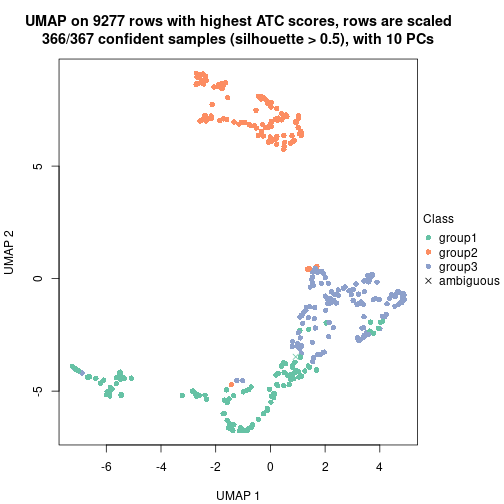 UMAP on 9277 rows with highest ATC scores, rows are scaled
366/367 confident samples (silhouette > 0.5), with 10 PCs
5
0
-5
UMAP 2
-6
-4
-2
0
2
4
UMAP 1
Class
group1
group2
group3
ambiguous